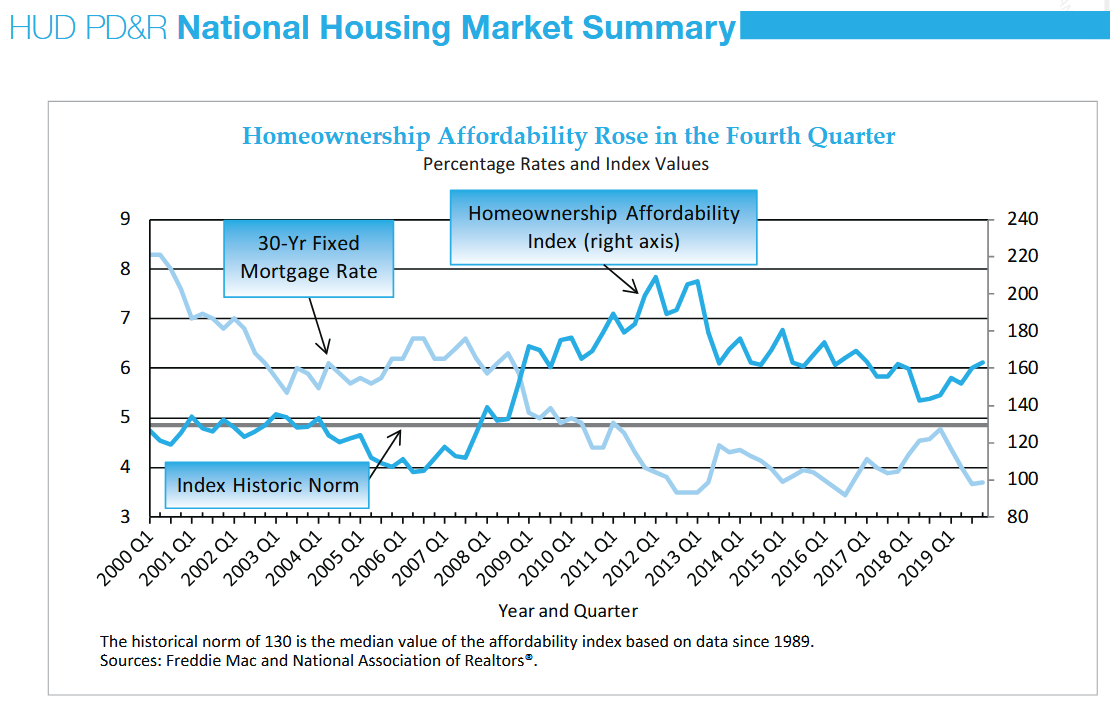 HUD PD&R National Housing Market Summary
Homeownership Affordability Rose in the Fourth Quarter
Percentage Rates and Index Values
Homeownership Affordability
Index (right axis)
30-Yr Fixed
Mortgage Rate
Index Historic Norm
9
8
7
6
5
4
3
240
220
200
180
160
140
120
100
80
2000 Q1
2001 Q1
2002 Q1
2003 Q1
2004 Q1
2005 Q1
2006 Q1
2007 Q1
2008 Q1
2009 Q1
2010 Q1
2011 Q1
2012 Q1
2013 Q1
2014 Q1
2015 Q1
2016 Q1
2017 Q1
2018 Q1
2019 Q1
Year and Quarter
The historical norm of 130 is the median value of the affordability index based on data since 1989.
Sources: Freddie Mac and National Association of Realtors®.